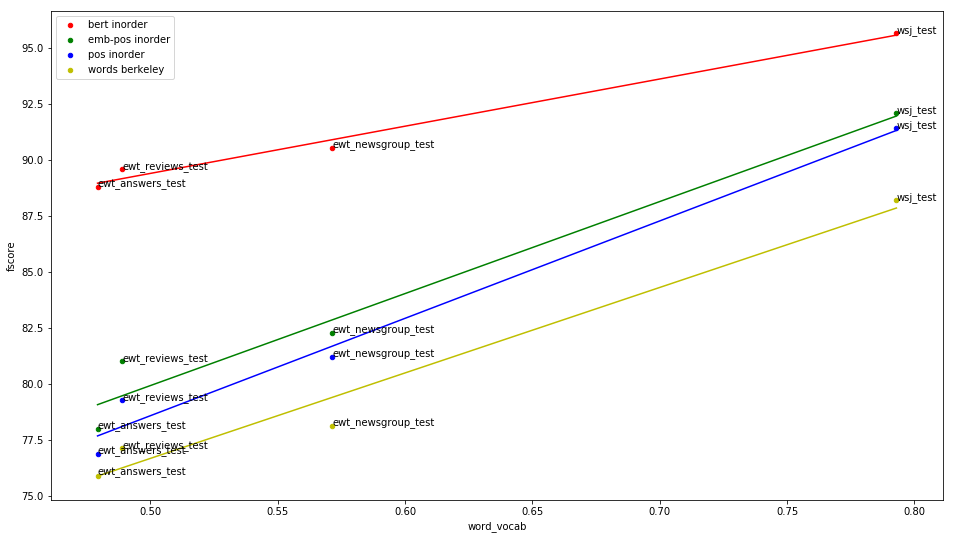 bert inorder
emb-pos inorder
pos inorder
words berkeley
95.0
92.5
90.0
87.5
85.0
82.5
80.0
77.5
75.0
fscore
wsj_test
wsj_test
wsj_test
wsj_test
ewt_newsgroup_test
ewt_reviews_test
ewt_answers_test
ewt_newsgroup_test
ewt_newsgroup_test
ewt_reviews_test
ewt_reviews_test
ewt_answers_test
ewt_newsgroup_test
ewt_reviews_test
ewt_answers_test
ewt_answers_test
0.50 0.55 0.60 0.65 0.70 0.75 0.80
word_vocab